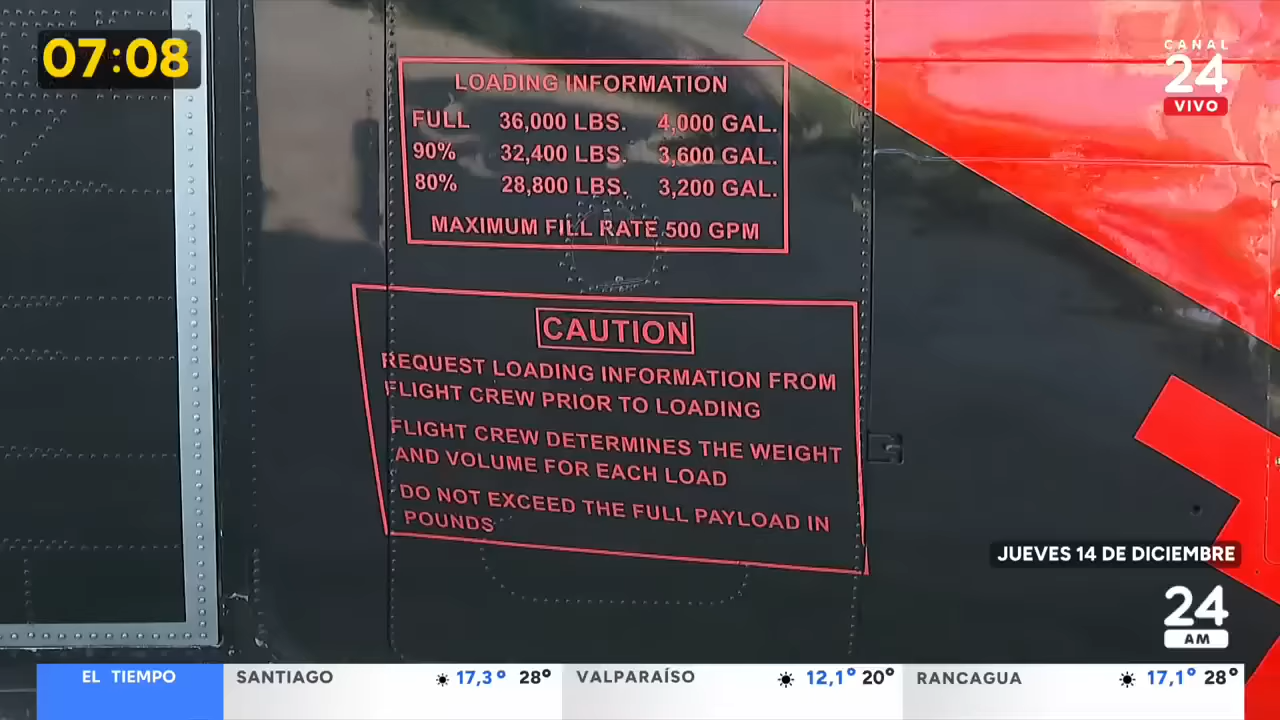 07:08
CANAL
24
VIVO
LOADING INFORMATION
FULL 36,000 LBS. 4,000 GAL.
90% 32,400 LBS. 3,600 GAL.
80% 28,800 LBS. 3,200 GAL.
MAXIMUM FILL RATE 500 GPM
CAUTION
REQUEST LOADING INFORMATION FROM
FLIGHT CREW PRIOR TO LOADING
FLIGHT CREW DETERMINES THE WEIGHT
AND VOLUME FOR EACH LOAD
DO NOT EXCEED THE FULL PAYLOAD IN
POUNDS
JUEVES 14 DE DICIEMBRE
24
AM
EL TIEMPO SANTIAGO 17,3° 28° VALPARAÍSO 12,1° 20° RANCAGUA 17,1° 28°